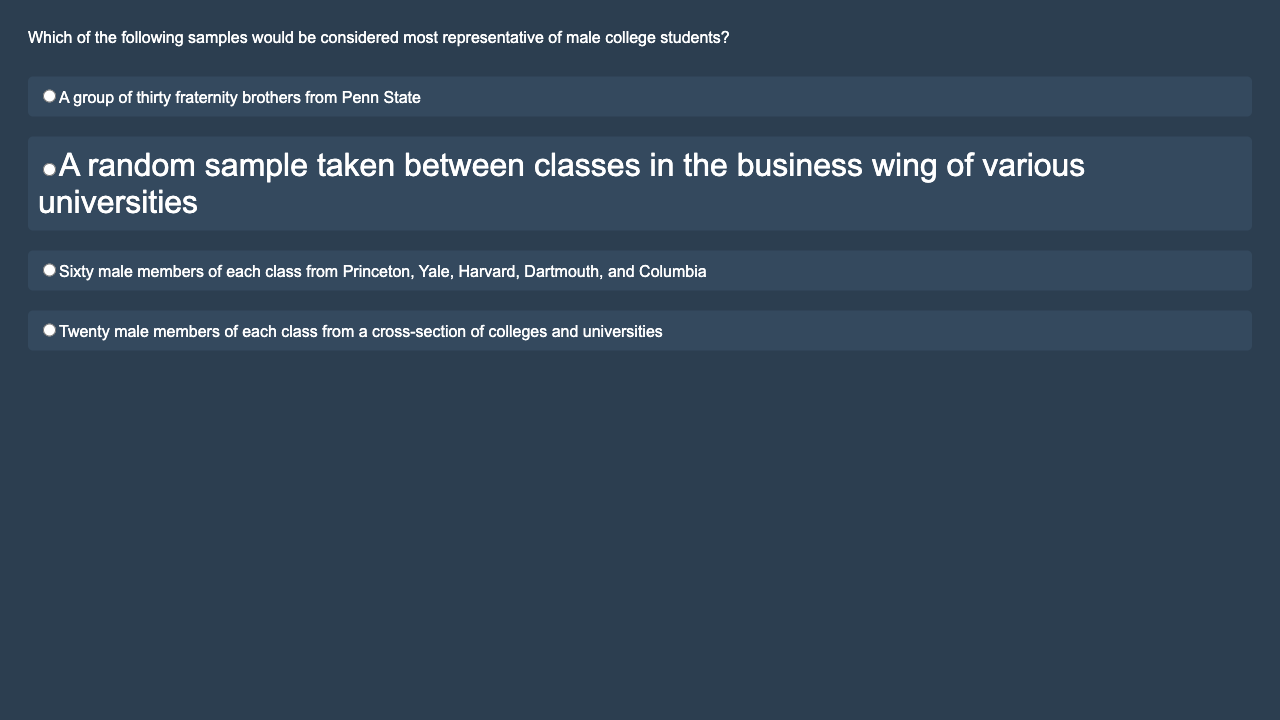 Which of the following samples would be considered most representative of male college students?
A group of thirty fraternity brothers from Penn State
A random sample taken between classes in the business wing of various
universities
Sixty male members of each class from Princeton, Yale, Harvard, Dartmouth, and Columbia
Twenty male members of each class from a cross-section of colleges and universities